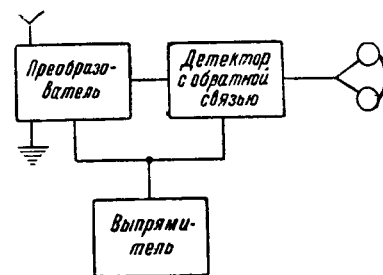 Преобразо-
ватель
Детектор
с обратной
связью
Выпрями-
тель